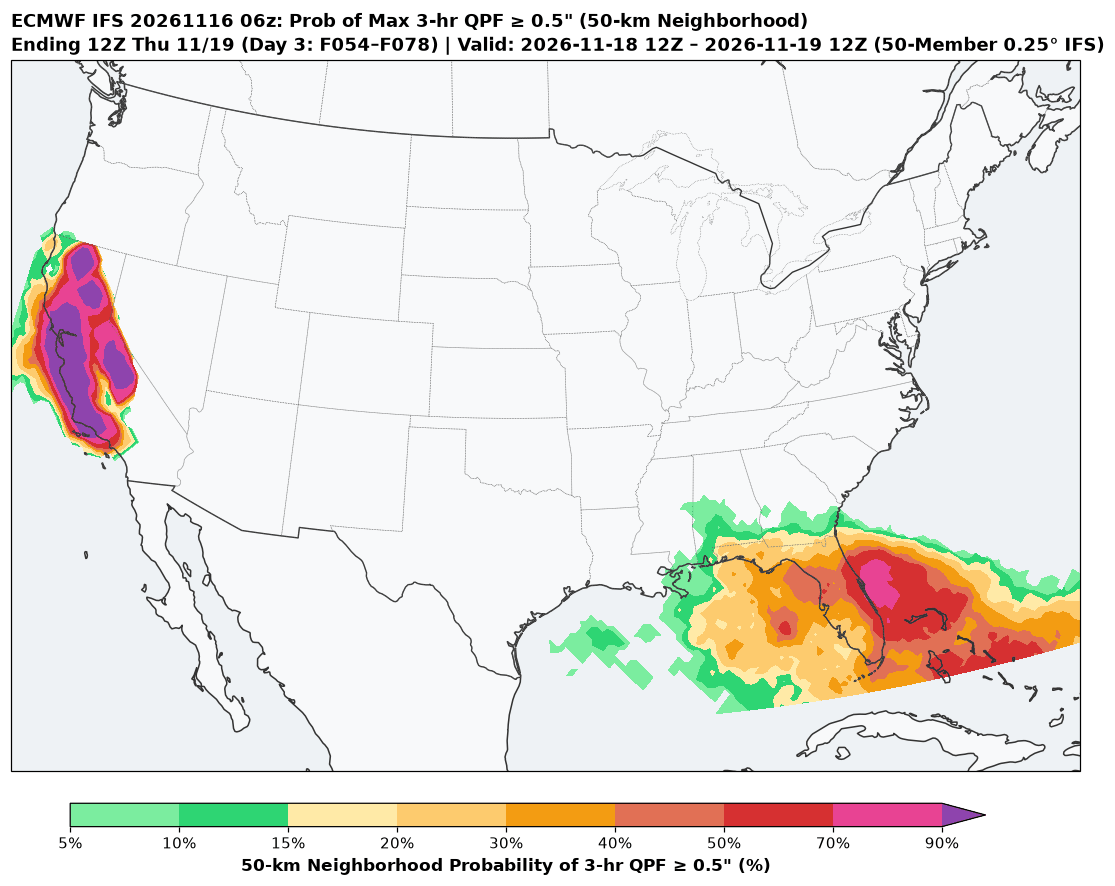 ECMWF IFS 20261116 06z: Prob of Max 3-hr QPF ≥ 0.5" (50-km Neighborhood)
Ending 12Z Thu 11/19 (Day 3: F054–F078) | Valid: 2026-11-18 12Z – 2026-11-19 12Z (50-Member 0.25° IFS)
5% 10% 15% 20% 30% 40% 50% 70% 90%
50-km Neighborhood Probability of 3-hr QPF ≥ 0.5" (%)